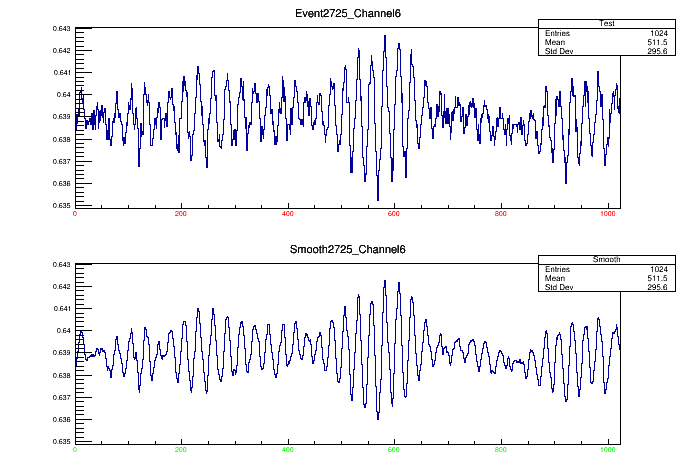 Event2725_Channel6
Test
Entries 1024
Mean 511.5
Std Dev 295.6
0.643
0.642
0.641
0.64
0.639
0.638
0.637
0.636
0.635
0 200 400 600 800 1000
Smooth2725_Channel6
Smooth
Entries 1024
Mean 511.5
Std Dev 295.6
0.643
0.642
0.641
0.64
0.639
0.638
0.637
0.636
0.635
0 200 400 600 800 1000